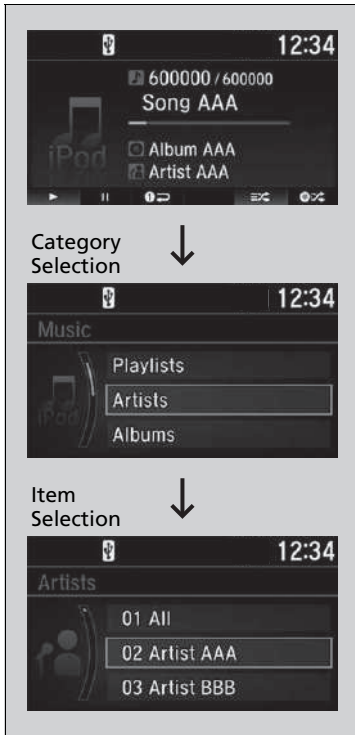 12:34
600000 / 600000
Song AAA
iPod
Album AAA
Artist AAA
Category
Selection
12:34
Music
Playlists
iPod
Artists
Albums
Item
Selection
12:34
Artists
01 All
02 Artist AAA
03 Artist BBB